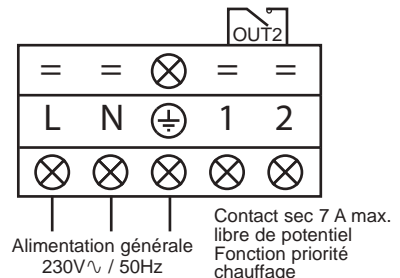 OUT2
= = = =
L N 1 2
Alimentation générale
230V∿ / 50Hz
Contact sec 7 A max.
libre de potentiel
Fonction priorité
chauffage